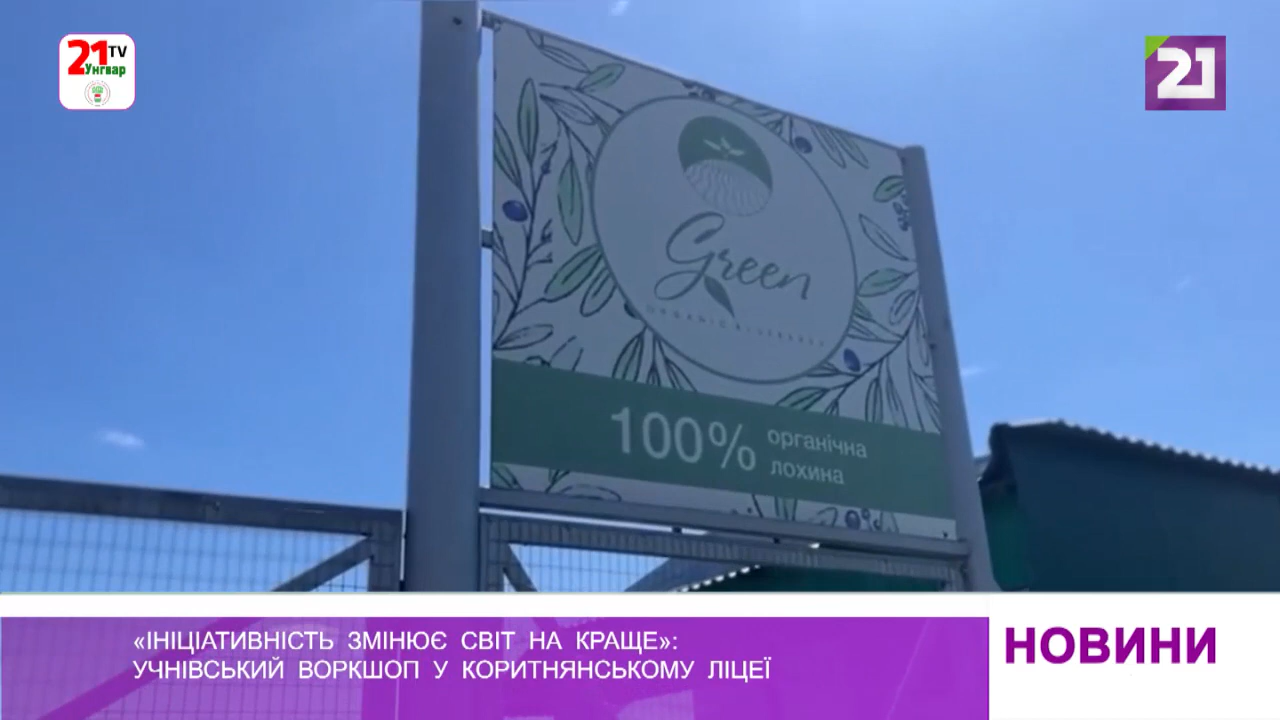 21 TV
Унгвар
21
Green
100%
органічна
лохина
«ІНІЦІАТИВНІСТЬ ЗМІНЮЄ СВІТ НА КРАЩЕ»:
УЧНІВСЬКИЙ ВОРКШОП У КОРИТНЯНСЬКОМУ ЛІЦЕЇ
НОВИНИ